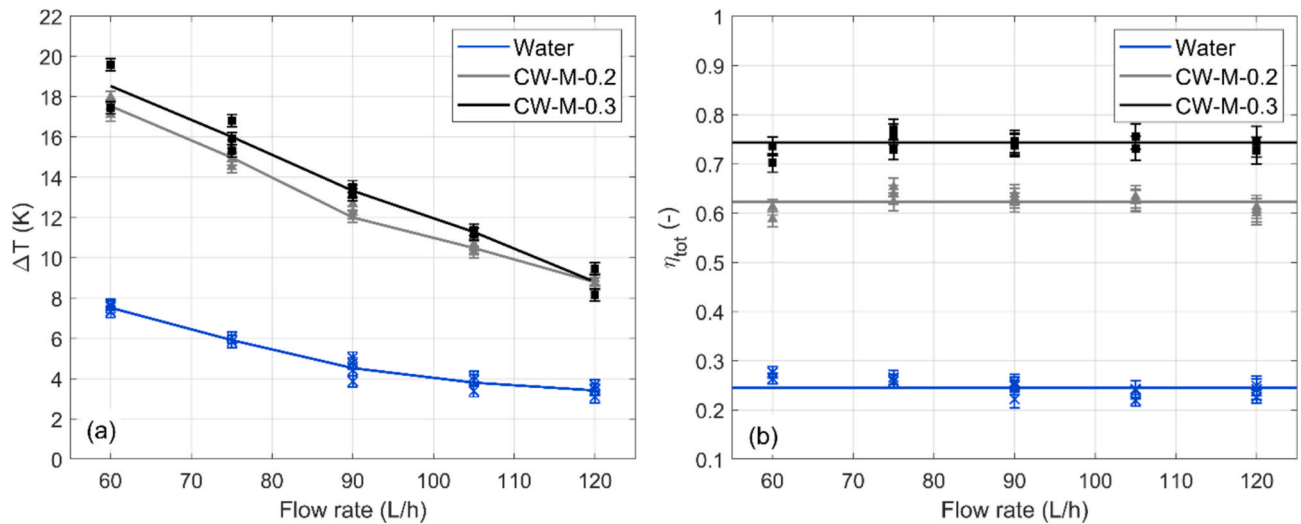 22
20
18
16
14
12
10
8
6
4
2
0
ΔT (K)
Water
CW-M-0.2
CW-M-0.3
(a)
60 70 80 90 100 110 120
Flow rate (L/h)
1
0.9
0.8
0.7
0.6
0.5
0.4
0.3
0.2
0.1
ηtot (-)
Water
CW-M-0.2
CW-M-0.3
(b)
60 70 80 90 100 110 120
Flow rate (L/h)